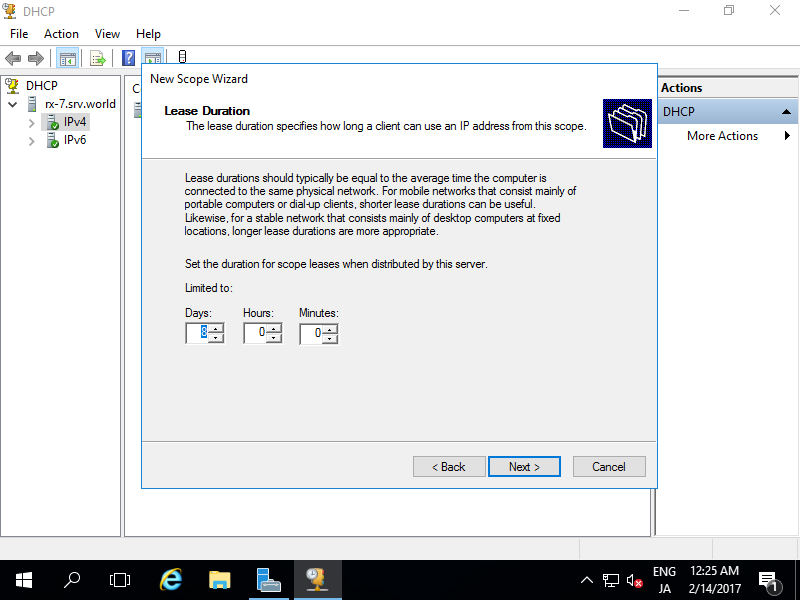 DHCP
File Action View Help
DHCP
rx-7.srv.world
IPv4
IPv6
New Scope Wizard
Lease Duration
The lease duration specifies how long a client can use an IP address from this scope.
Lease durations should typically be equal to the average time the computer is
connected to the same physical network. For mobile networks that consist mainly of
portable computers or dial-up clients, shorter lease durations can be useful.
Likewise, for a stable network that consists mainly of desktop computers at fixed
locations, longer lease durations are more appropriate.
Set the duration for scope leases when distributed by this server.
Limited to:
Days: Hours: Minutes:
8 0 0
< Back Next > Cancel
Actions
DHCP
More Actions
ENG
JA
12:25 AM
2/14/2017
1